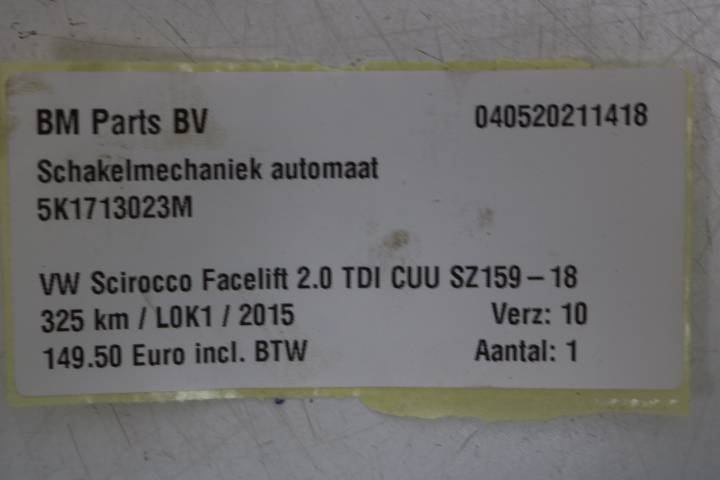 BM Parts BV 040520211418
Schakelmechaniek automaat
5K1713023M
VW Scirocco Facelift 2.0 TDI CUU SZ159 – 18
325 km / L0K1 / 2015 Verz: 10
149.50 Euro incl. BTW Aantal: 1